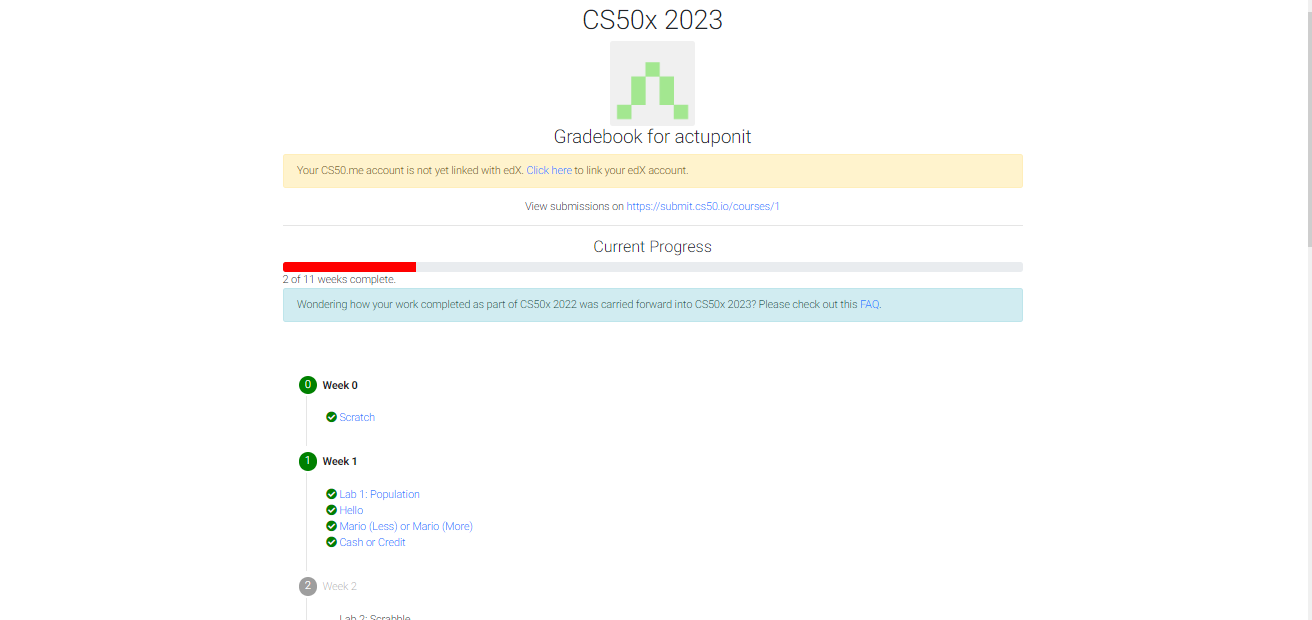 CS50x 2023
Gradebook for actuponit
Your CS50.me account is not yet linked with edX. Click here to link your edX account.
View submissions on https://submit.cs50.io/courses/1
Current Progress
2 of 11 weeks complete.
Wondering how your work completed as part of CS50x 2022 was carried forward into CS50x 2023? Please check out this FAQ.
0 Week 0
Scratch
1 Week 1
Lab 1: Population
Hello
Mario (Less) or Mario (More)
Cash or Credit
2 Week 2
Lab 2: Scrabble